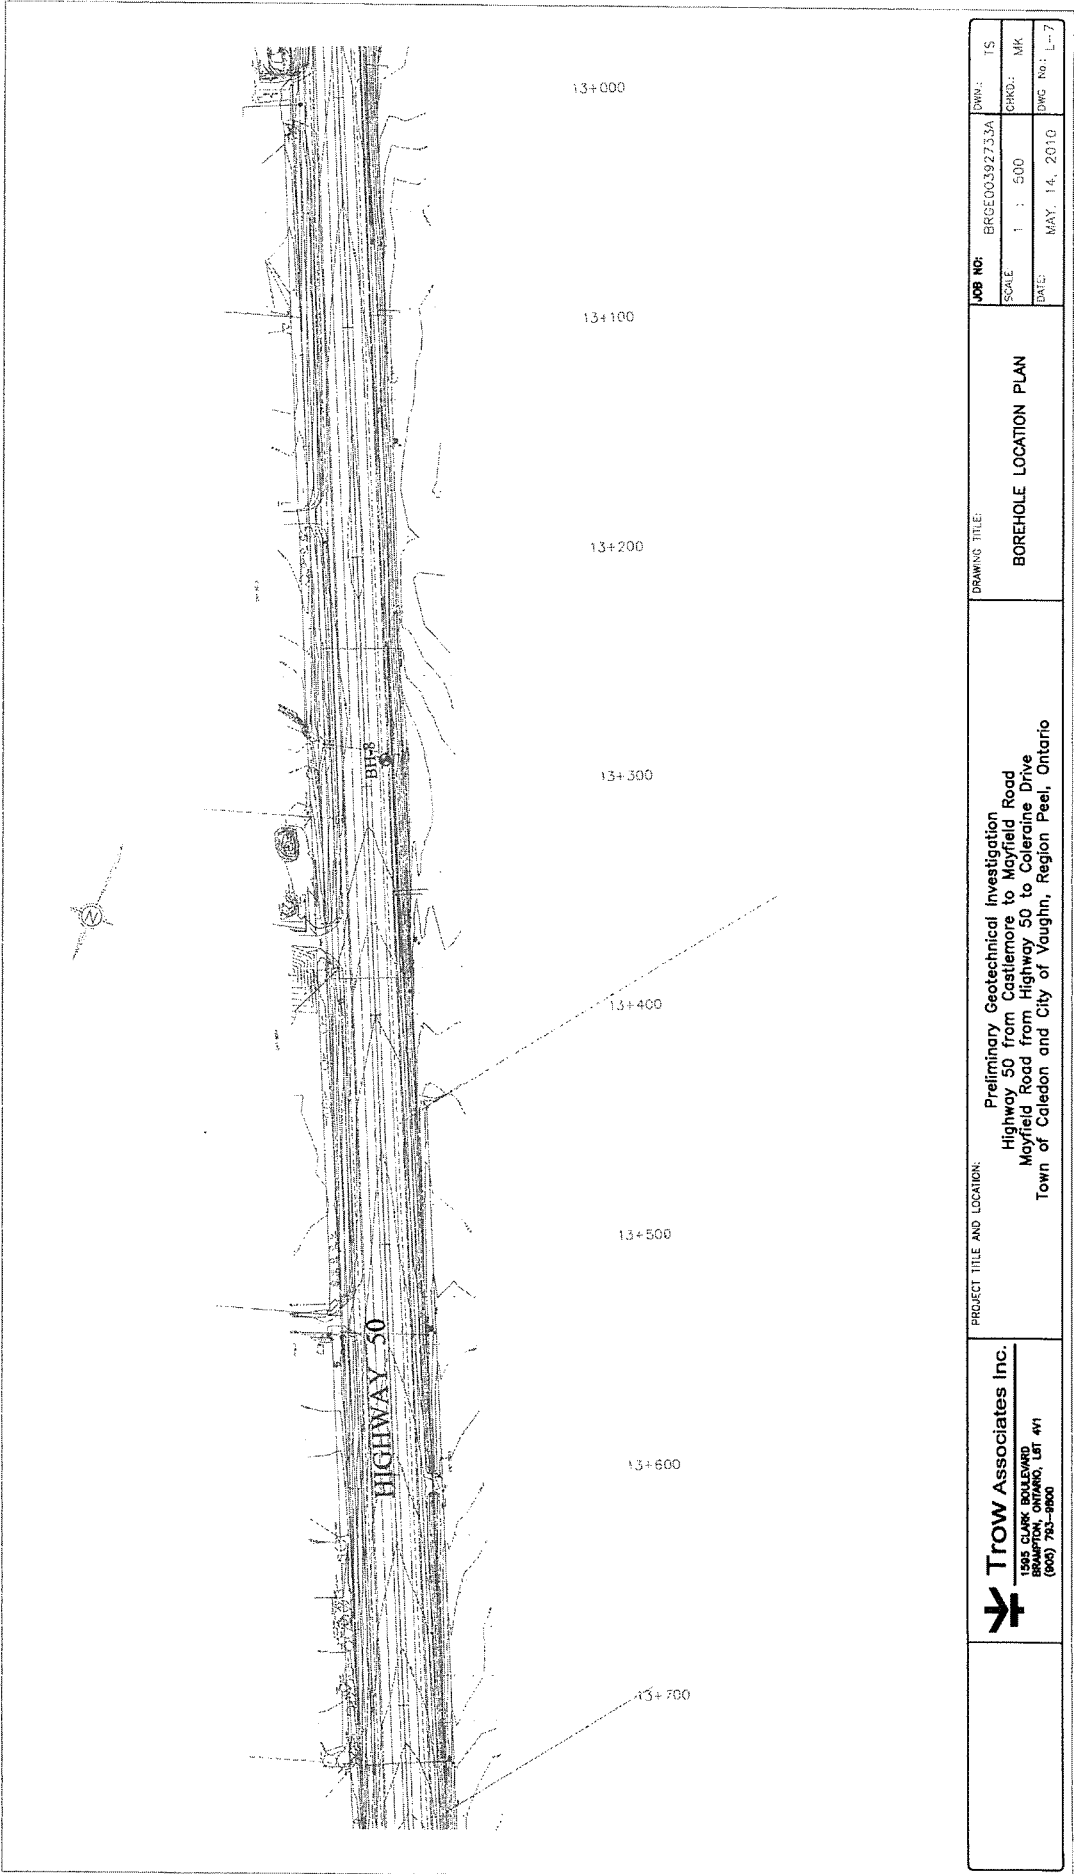 13+000
13+100
13+200
13+300
BH-8
13+400
13+500
HIGHWAY 50
13+600
13+700
N
Trow Associates Inc.
1595 CLARK BOULEVARD
BRAMPTON, ONTARIO, L6T 4V1
(905) 793-9800
PROJECT TITLE AND LOCATION:
Preliminary Geotechnical Investigation
Highway 50 from Castlemore to Mayfield Road
Mayfield Road from Highway 50 to Coleraine Drive
Town of Caledon and City of Vaughn, Region Peel, Ontario
DRAWING TITLE:
BOREHOLE LOCATION PLAN
JOB NO: BRGE00392733A
DWN.: TS
SCALE 1 : 500
CHKD.: MK
DATE: MAY. 14, 2010
DWG No.: L-7